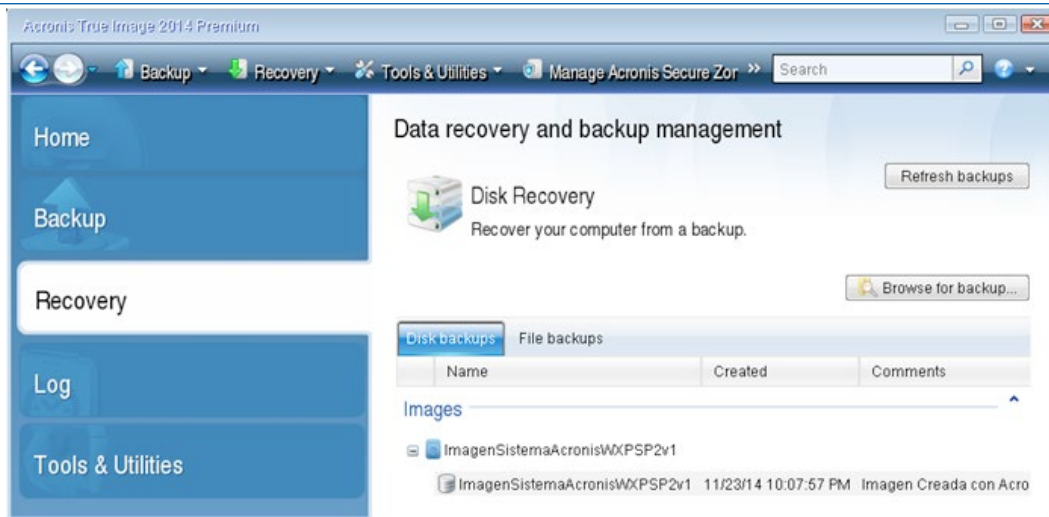 Acronis True Image 2014 Premium
Backup Recovery Tools & Utilities Manage Acronis Secure Zor » Search
Home
Data recovery and backup management
Refresh backups
Disk Recovery
Recover your computer from a backup.
Backup
Browse for backup...
Recovery
Disk backups File backups
Name Created Comments
Log
Images
ImagenSistemaAcronisWXPSP2v1
Tools & Utilities
ImagenSistemaAcronisWXPSP2v1 11/23/14 10:07:57 PM Imagen Creada con Acro